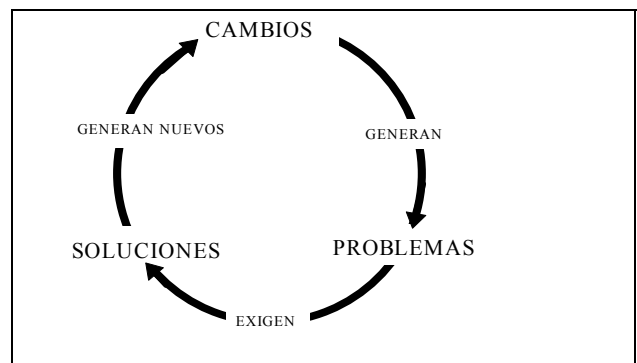 CAMBIOS
GENERAN NUEVOS
GENERAN
SOLUCIONES
PROBLEMAS
EXIGEN